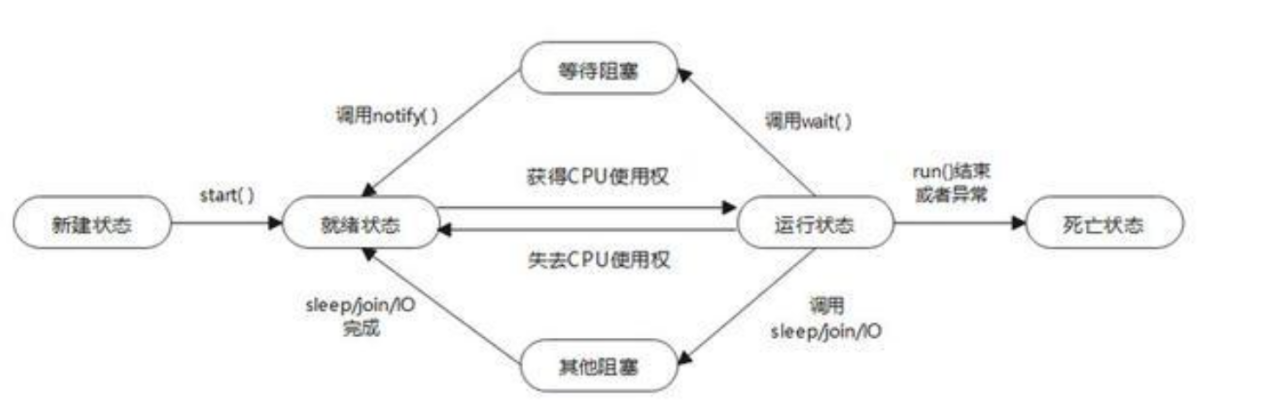 等待阻塞
调用notify( )
调用wait( )
获得CPU使用权
run()结束
或者异常
start( )
新建状态
就绪状态
运行状态
死亡状态
失去CPU使用权
sleep/join/IO
完成
调用
sleep/join/IO
其他阻塞